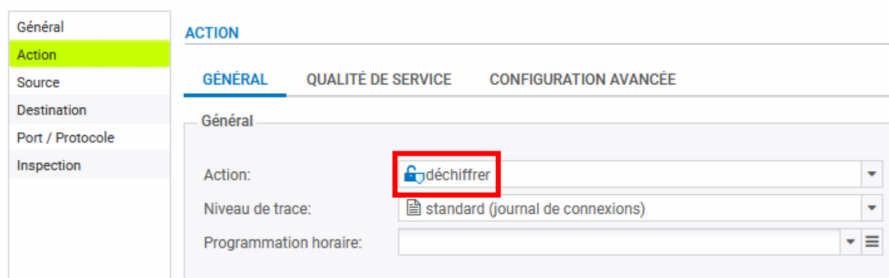 Général
Action
Source
Destination
Port / Protocole
Inspection
ACTION
GÉNÉRAL QUALITÉ DE SERVICE CONFIGURATION AVANCÉE
Général
Action: déchiffrer
Niveau de trace: standard (journal de connexions)
Programmation horaire: